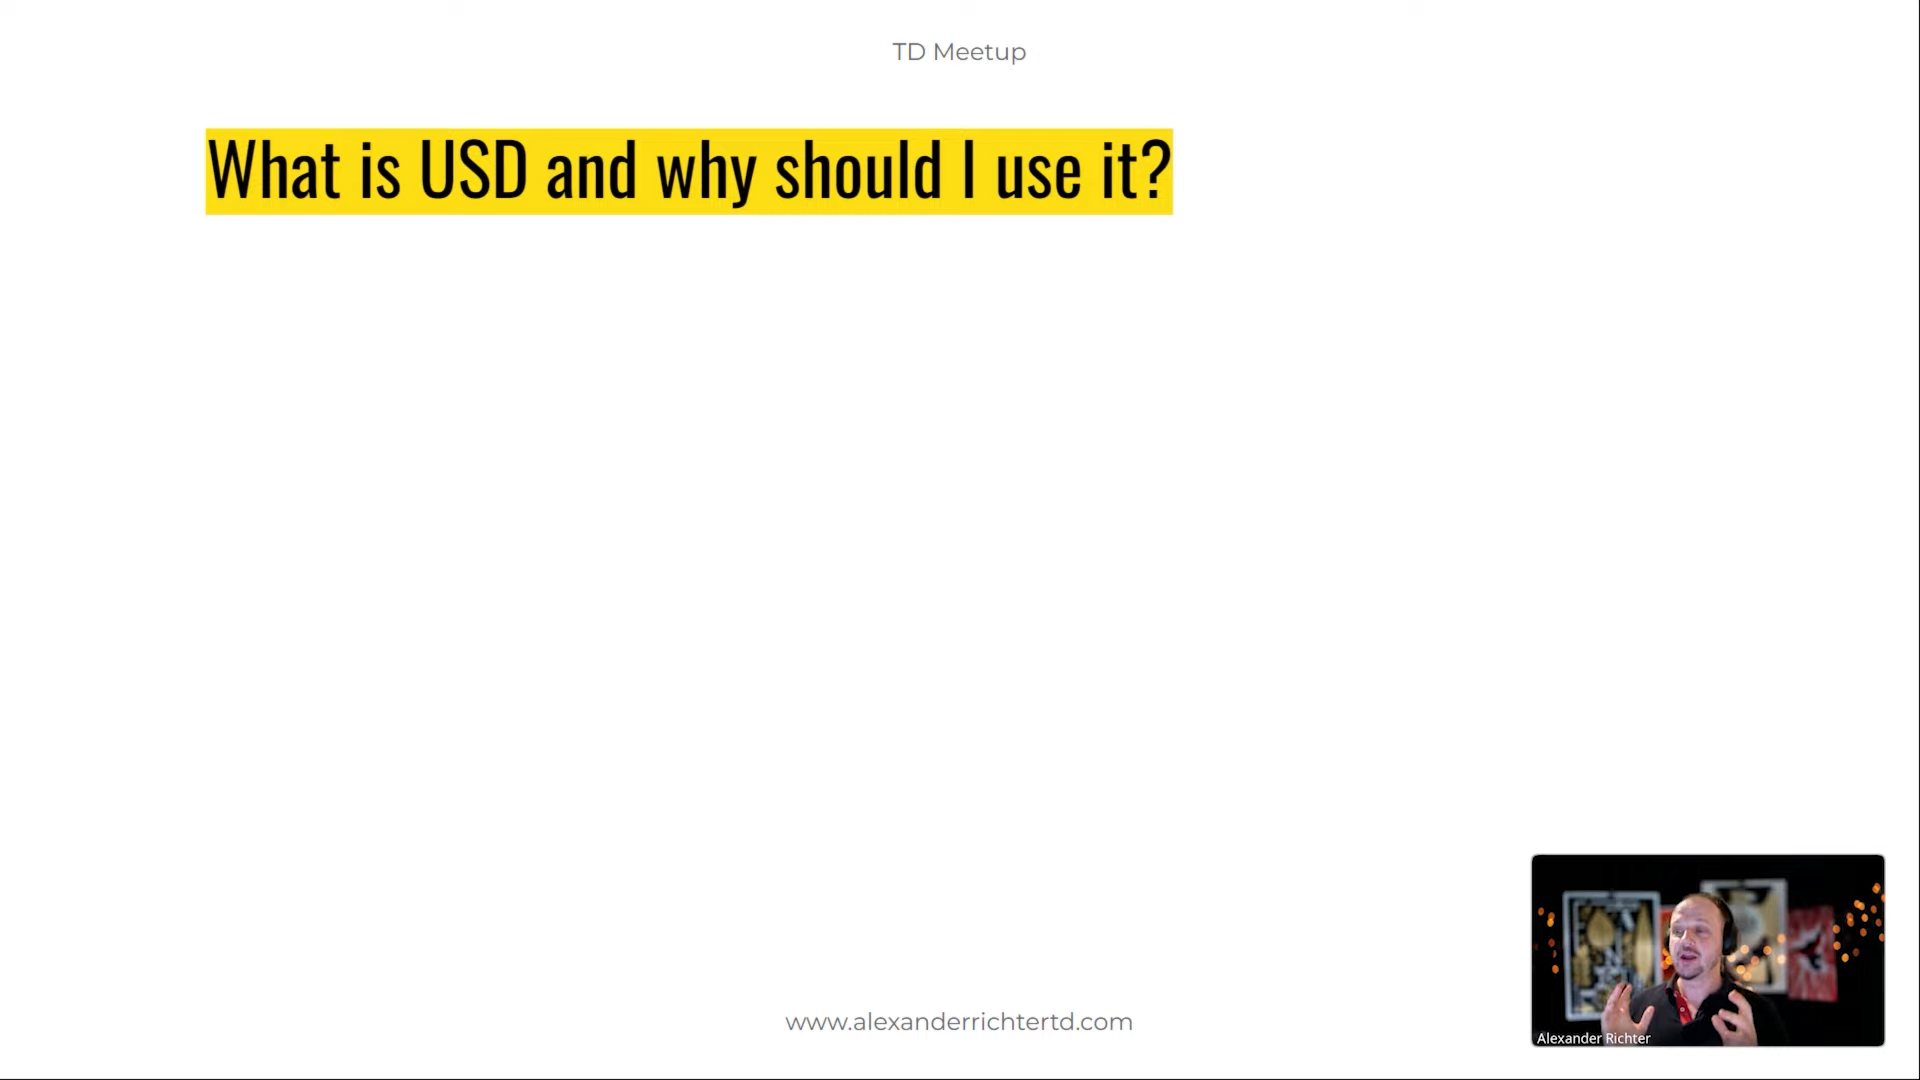 TD Meetup
What is USD and why should I use it?
www.alexanderrichtertd.com
Alexander Richter